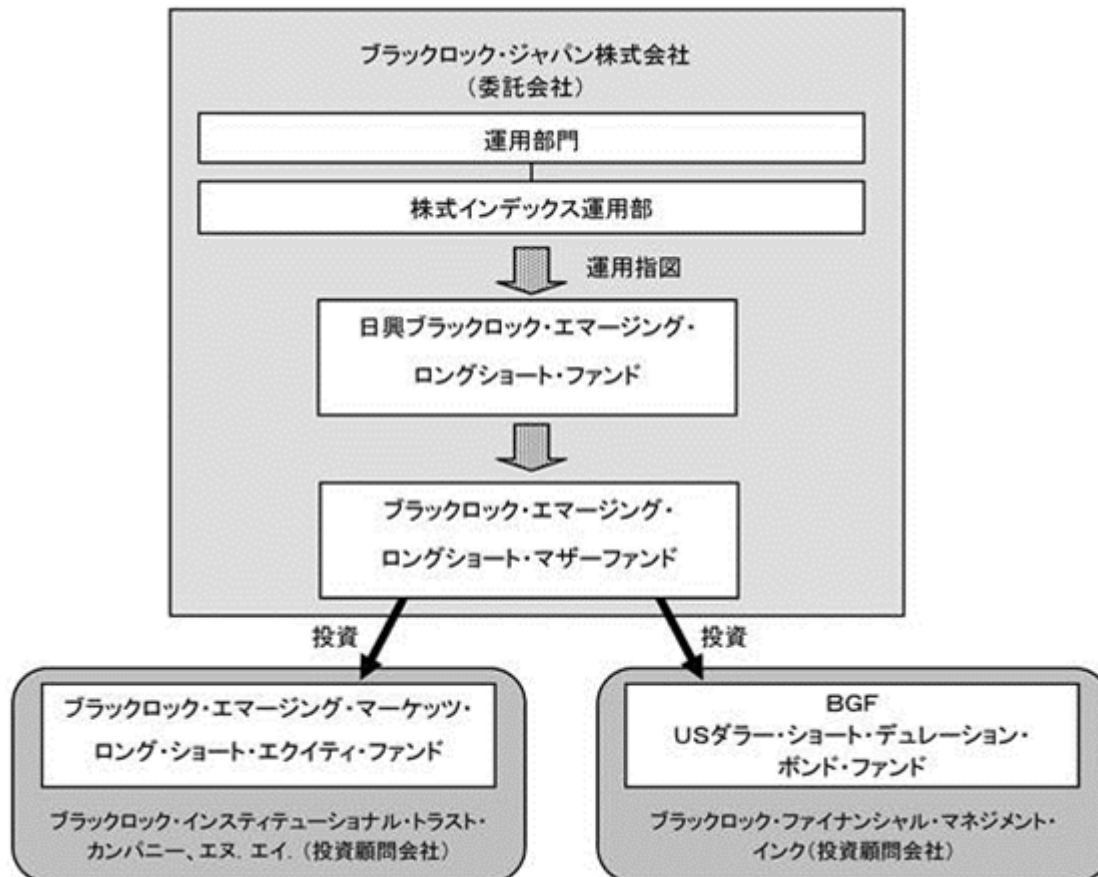 ブラックロック・ジャパン株式会社
（委託会社）
運用部門
株式インデックス運用部
運用指図
日興ブラックロック・エマージング・
ロングショート・ファンド
ブラックロック・エマージング・
ロングショート・マザーファンド
投資
投資
ブラックロック・エマージング・マーケッツ・
ロング・ショート・エクイティ・ファンド
ブラックロック・インスティテューショナル・トラスト・
カンパニー、エヌ．エイ．（投資顧問会社）
BGF
USダラー・ショート・デュレーション・
ボンド・ファンド
ブラックロック・ファイナンシャル・マネジメント・
インク（投資顧問会社）